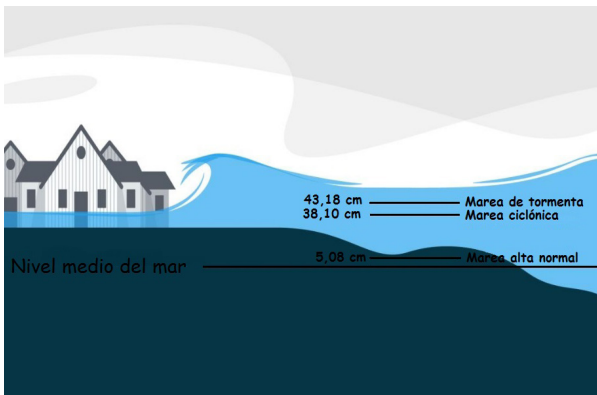 43,18 cm Marea de tormenta
38,10 cm Marea ciclónica
5,08 cm Marea alta normal
Nivel medio del mar